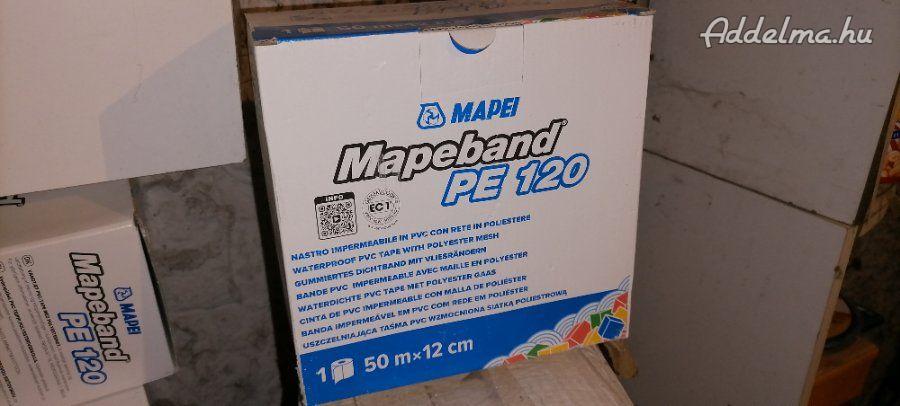 Addelma.hu
1 50 m
MAPEI
Mapeband
PE 120
INFO
EC1
NASTRO IMPERMEABILE IN PVC CON RETE IN POLIESTERE
WATERPROOF PVC TAPE WITH POLYESTER MESH
GUMMIERTES DICHTBAND MIT VLIESRÄNDERN
BANDE PVC IMPERMEABLE AVEC MAILLE EN POLYESTER
WATERDICHTE PVC TAPE MET POLYESTER GAAS
CINTA DE PVC IMPERMEABLE CON MALLA DE POLIÉSTER
BANDA IMPERMEÁVEL EM PVC COM REDE EM POLIÉSTER
USZCZELNIAJĄCA TAŚMA PVC WZMOCNIONA SIATKĄ POLIESTROWĄ
1 50 m×12 cm
MAPEI
Mapeband
PE 120